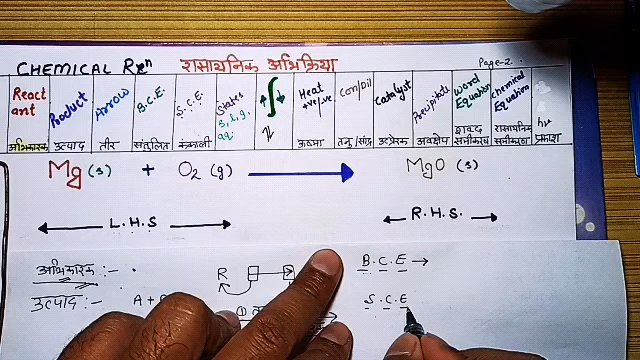 CHEMICAL Rxn रासायनिक अभिक्रिया Page-2.
React ant Product Arrow B.C.E. S.C.E. States s, l, g, aq Heat +ve/-ve Con/Dil Catalyst Precipitate word Equation chemical Equation hν
अभिकारक उत्पाद तीर संतुलित कंकाली ऊष्मा तनु/सांद्र उत्प्रेरक अवक्षेप शब्द समीकरण रासायनिक समीकरण प्रकाश
Mg (s) + O₂ (g) → MgO (s)
L.H.S R.H.S.
अभिकारक :- . R B.C.E →
उत्पाद :- A + S.C.E
①